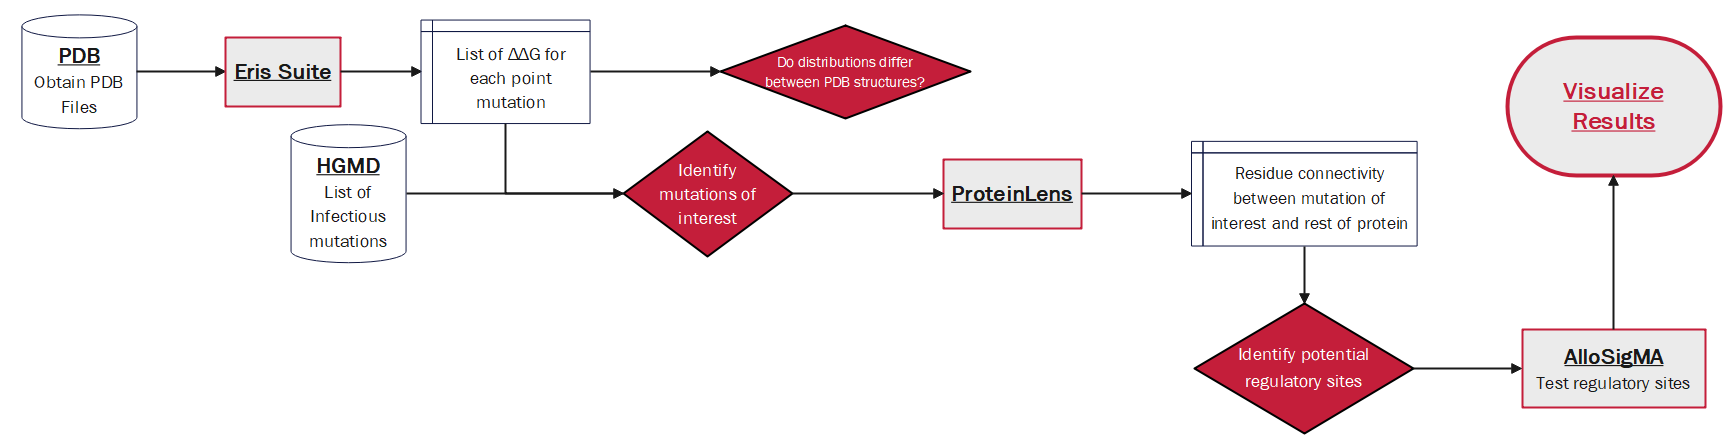 PDB
Obtain PDB
Files
Eris Suite
List of ΔΔG for
each point
mutation
Do distributions differ
between PDB structures?
HGMD
List of
Infectious
mutations
Identify
mutations of
interest
ProteinLens
Residue connectivity
between mutation of
interest and rest of protein
Identify potential
regulatory sites
AlloSigMA
Test regulatory sites
Visualize
Results